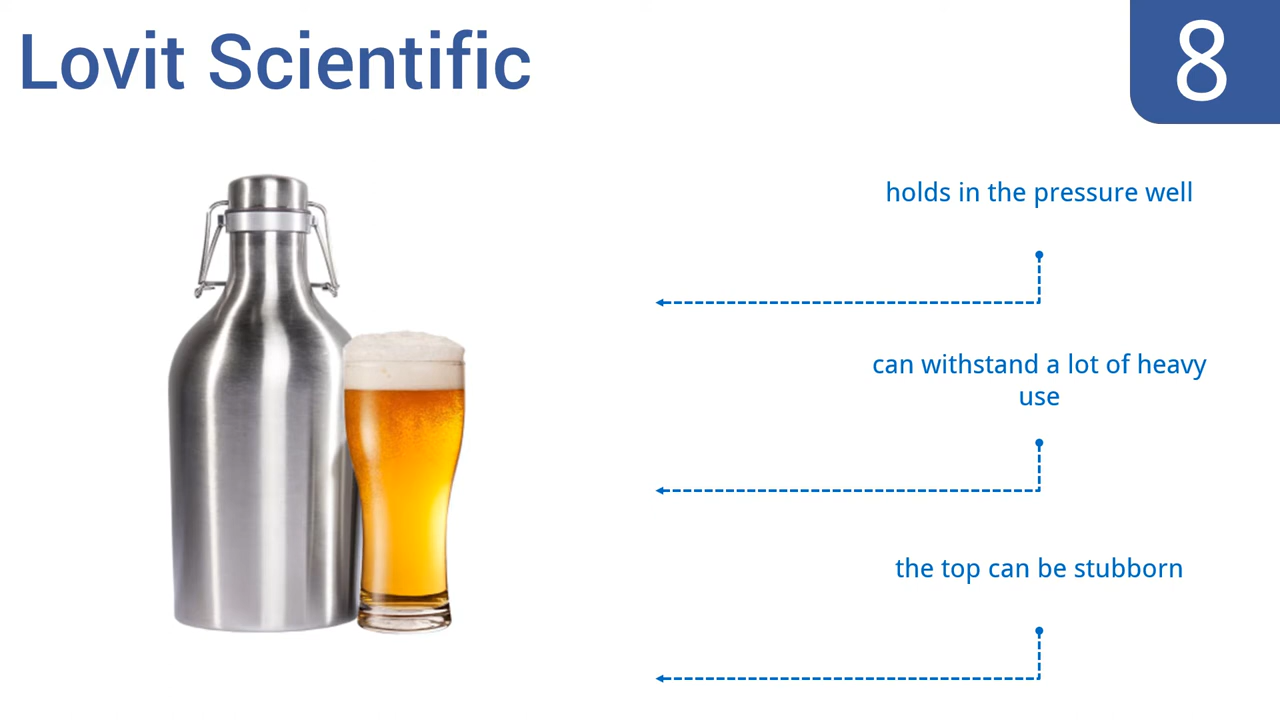 Lovit Scientific
8
holds in the pressure well
can withstand a lot of heavy
use
the top can be stubborn